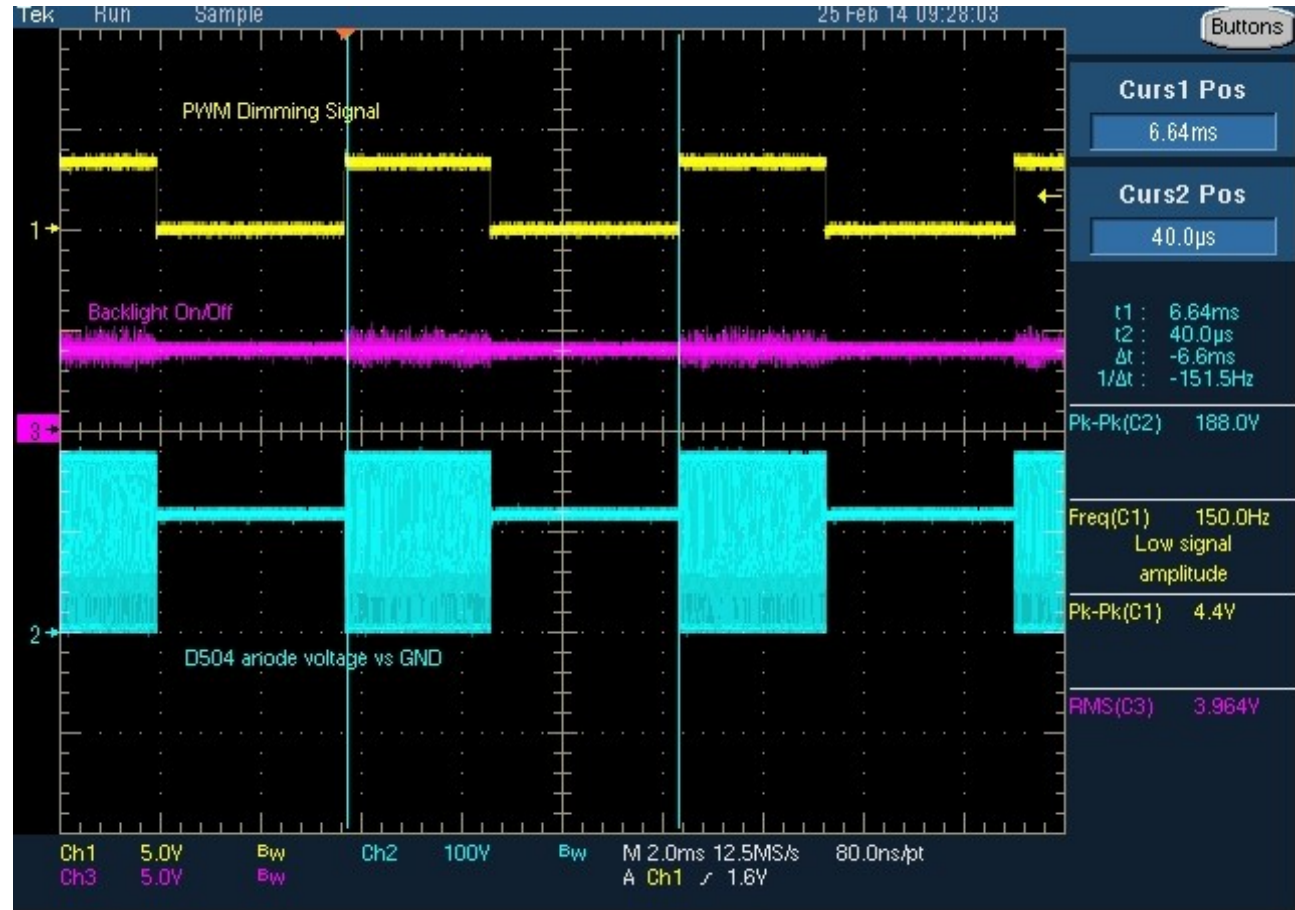 Tek Run Sample 25 Feb 14 09:28:03
Buttons
Curs1 Pos
6.64ms
Curs2 Pos
40.0µs
t1 : 6.64ms
t2 : 40.0µs
Δt : -6.6ms
1/Δt : -151.5Hz
Pk-Pk(C2) 188.0V
Freq(C1) 150.0Hz
Low signal
amplitude
Pk-Pk(C1) 4.4V
RMS(C3) 3.964V
PWM Dimming Signal
1
Backlight On/Off
3
2
D504 anode voltage vs GND
Ch1 5.0V Bw Ch2 100V Bw M 2.0ms 12.5MS/s 80.0ns/pt
Ch3 5.0V Bw A Ch1 / 1.6V